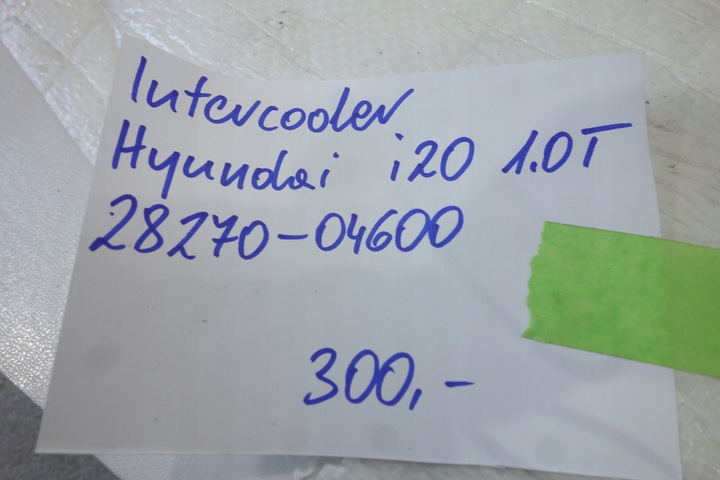 Intercooler
Hyundai i20 1.0T
28270-04600
300,-